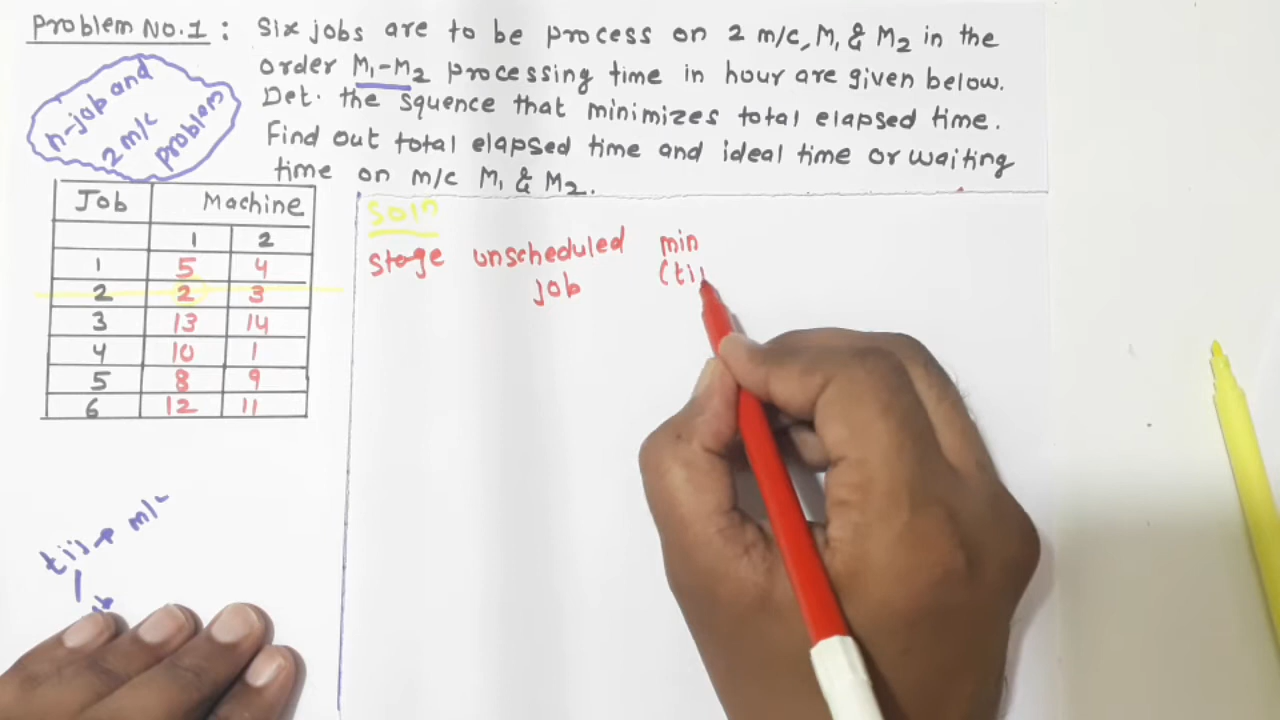 Problem No.1 : Six jobs are to be process on 2 m/c, M1 & M2 in the
order M1-M2 processing time in hour are given below.
Det. the squence that minimizes total elapsed time.
Find out total elapsed time and ideal time or waiting
time on m/c M1 & M2.
n-job and
2 m/c
problem
Job Machine
1 2
1 5 4
2 2 3
3 13 14
4 10 1
5 8 9
6 12 11
Soln
stage unscheduled min
job (tij
tij → m/c